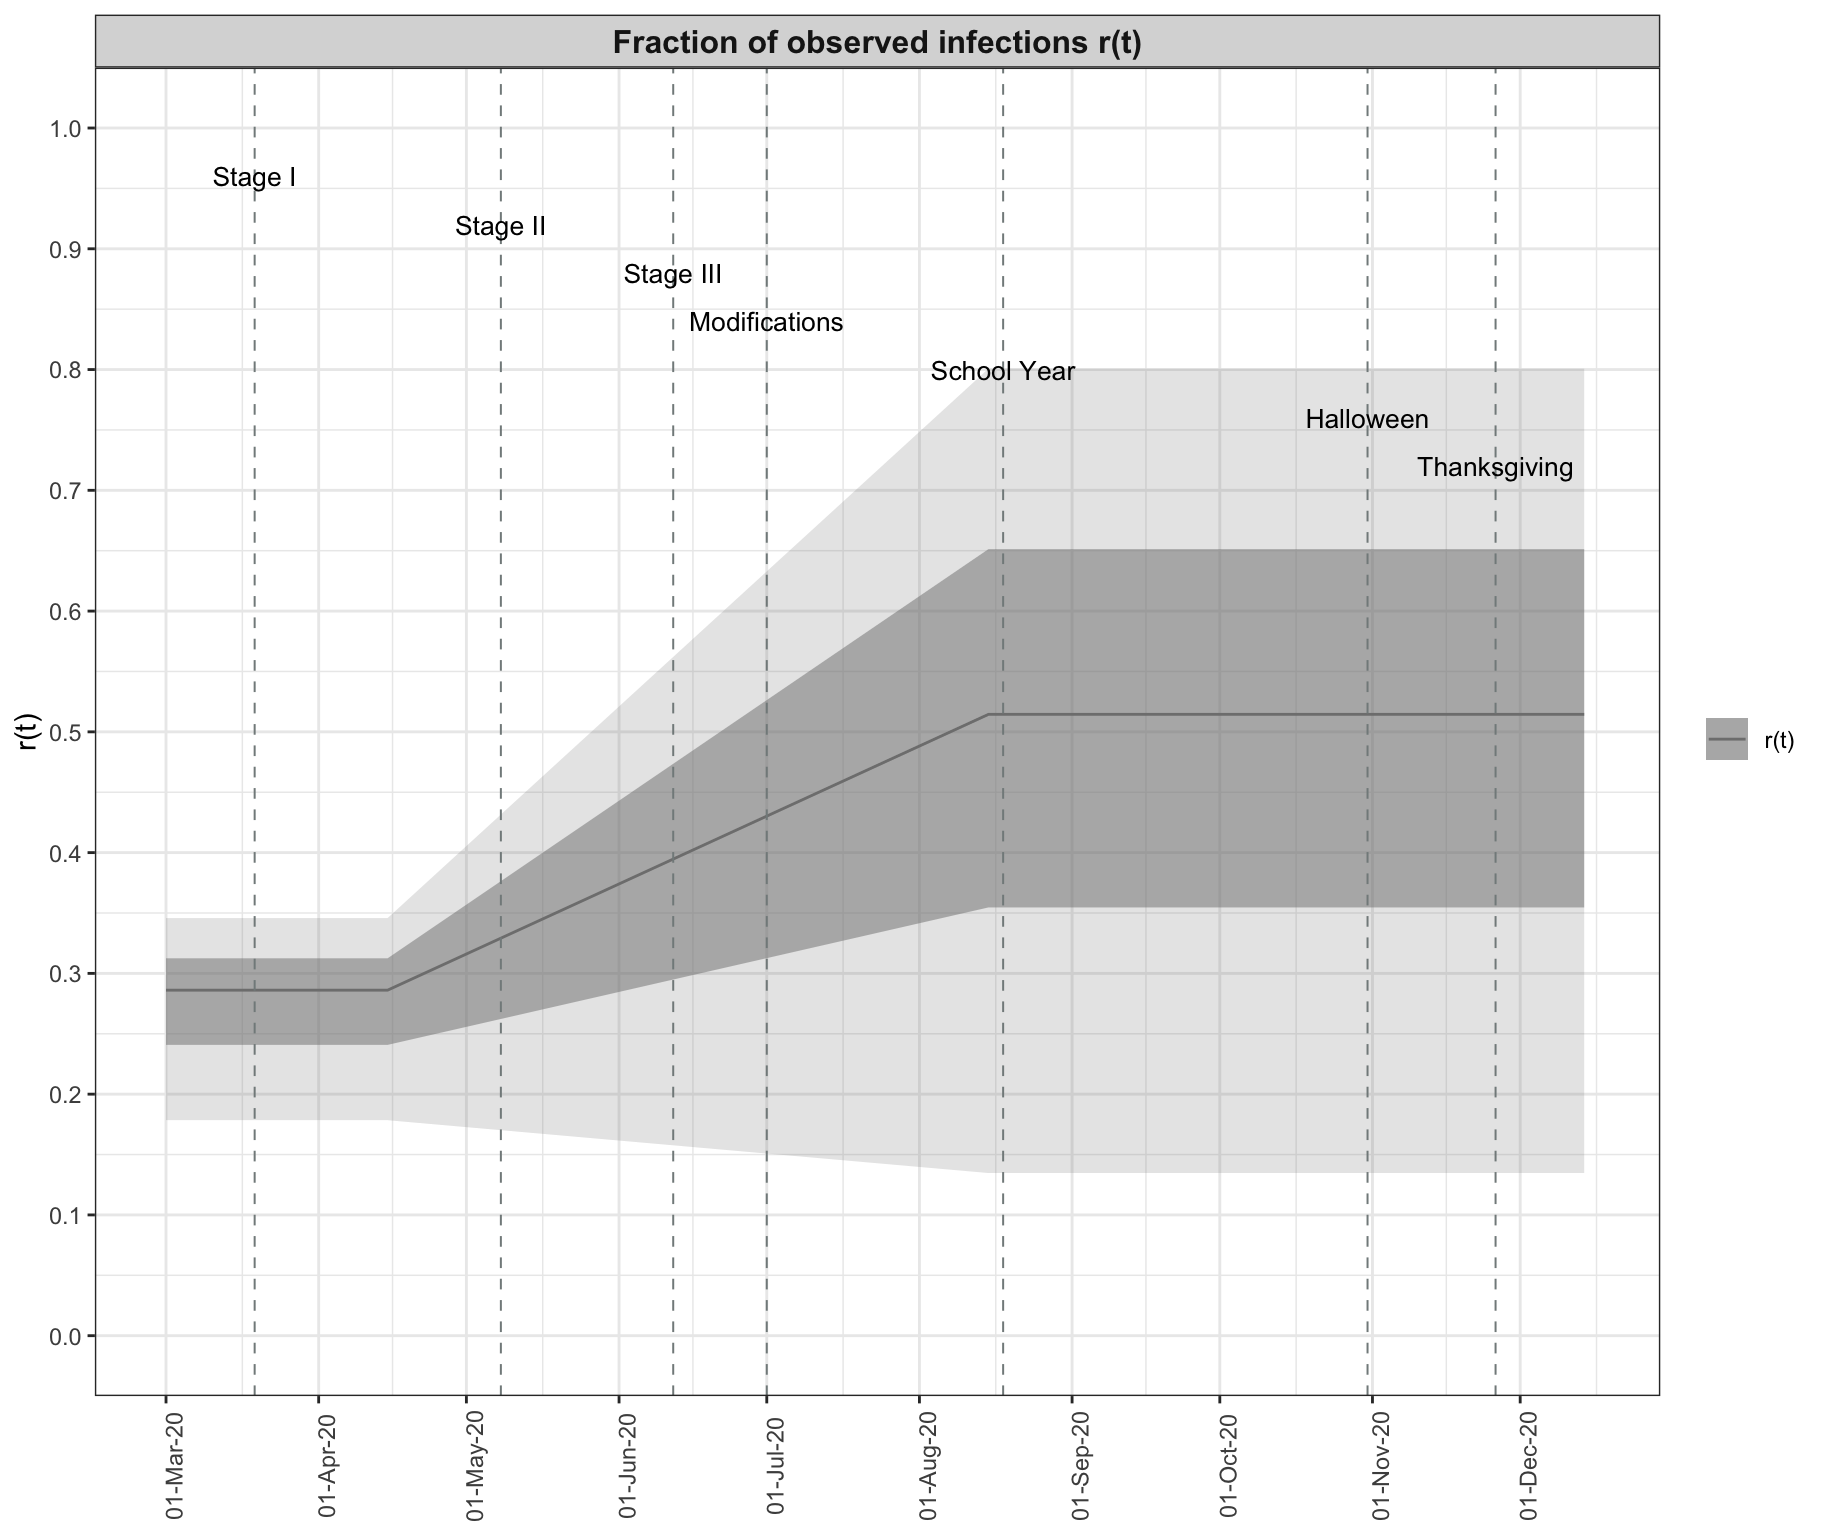 Fraction of observed infections r(t)
1.0
0.9
0.8
0.7
0.6
0.5
0.4
0.3
0.2
0.1
0.0
r(t)
Stage I
Stage II
Stage III
Modifications
School Year
Halloween
Thanksgiving
r(t)
01-Mar-20
01-Apr-20
01-May-20
01-Jun-20
01-Jul-20
01-Aug-20
01-Sep-20
01-Oct-20
01-Nov-20
01-Dec-20